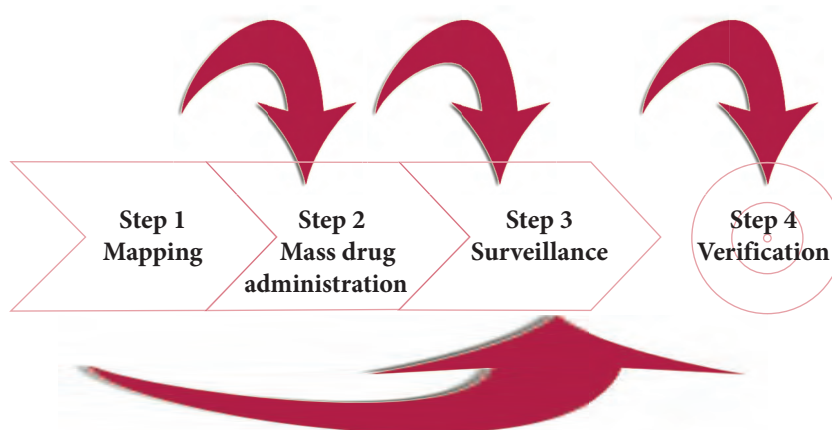 Step 1
Mapping
Step 2
Mass drug
administration
Step 3
Surveillance
Step 4
Verification